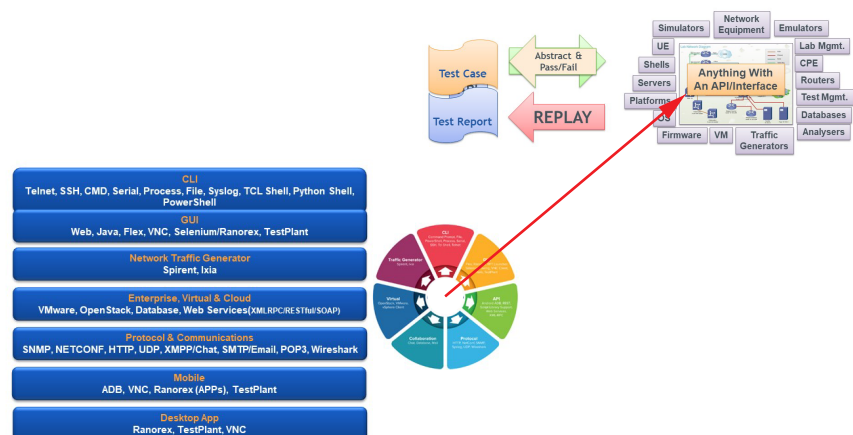 Simulators
Network
Equipment
Emulators
UE
Lab Mgmt.
Shells
CPE
Servers
Routers
Platforms
Test Mgmt.
OS
Databases
Firmware
VM
Traffic
Generators
Analysers
Anything With
An API/Interface
Abstract &
Pass/Fail
Test Case
Test Report
REPLAY
CLI
Telnet, SSH, CMD, Serial, Process, File, Syslog, TCL Shell, Python Shell,
PowerShell
GUI
Web, Java, Flex, VNC, Selenium/Ranorex, TestPlant
Network Traffic Generator
Spirent, Ixia
Enterprise, Virtual & Cloud
VMware, OpenStack, Database, Web Services(XMLRPC/RESTful/SOAP)
Protocol & Communications
SNMP, NETCONF, HTTP, UDP, XMPP/Chat, SMTP/Email, POP3, Wireshark
Mobile
ADB, VNC, Ranorex (APPs), TestPlant
Desktop App
Ranorex, TestPlant, VNC
CLI
Traffic Generator
Virtual
API
Collaboration
Protocol